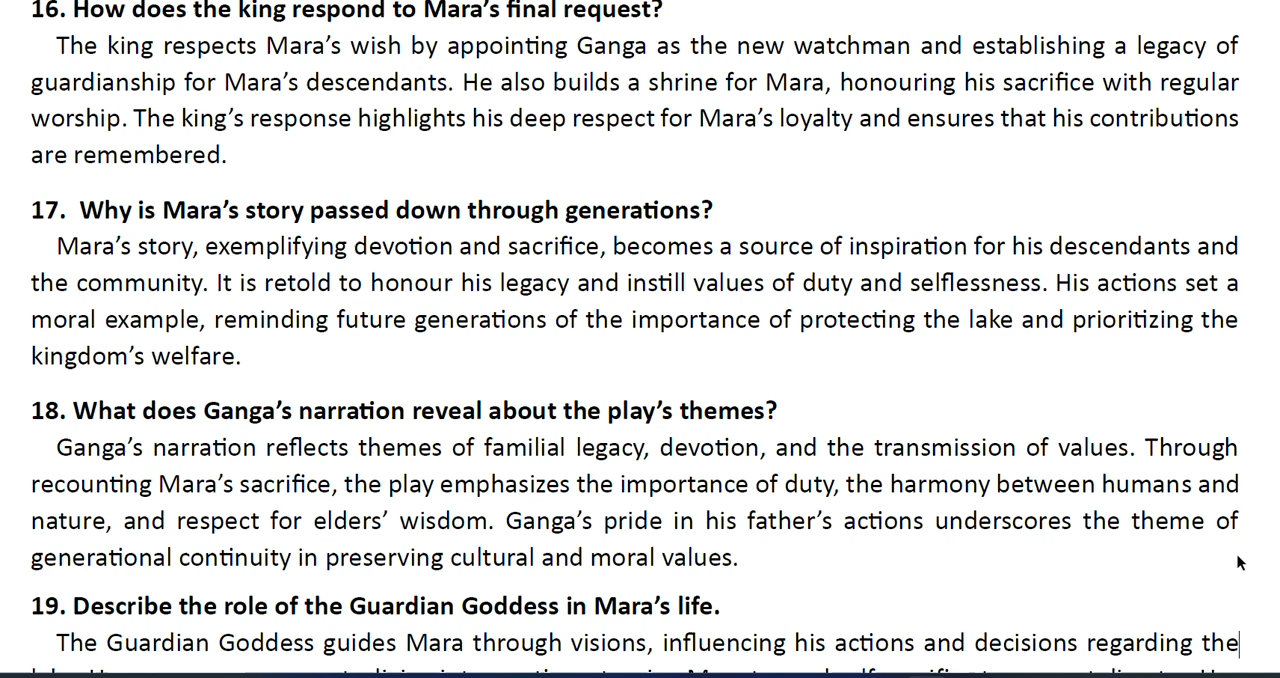 16. How does the king respond to Mara's final request?
The king respects Mara's wish by appointing Ganga as the new watchman and establishing a legacy of
guardianship for Mara's descendants. He also builds a shrine for Mara, honouring his sacrifice with regular
worship. The king's response highlights his deep respect for Mara's loyalty and ensures that his contributions
are remembered.
17. Why is Mara's story passed down through generations?
Mara's story, exemplifying devotion and sacrifice, becomes a source of inspiration for his descendants and
the community. It is retold to honour his legacy and instill values of duty and selflessness. His actions set a
moral example, reminding future generations of the importance of protecting the lake and prioritizing the
kingdom's welfare.
18. What does Ganga's narration reveal about the play's themes?
Ganga's narration reflects themes of familial legacy, devotion, and the transmission of values. Through
recounting Mara's sacrifice, the play emphasizes the importance of duty, the harmony between humans and
nature, and respect for elders' wisdom. Ganga's pride in his father's actions underscores the theme of
generational continuity in preserving cultural and moral values.
19. Describe the role of the Guardian Goddess in Mara's life.
The Guardian Goddess guides Mara through visions, influencing his actions and decisions regarding the